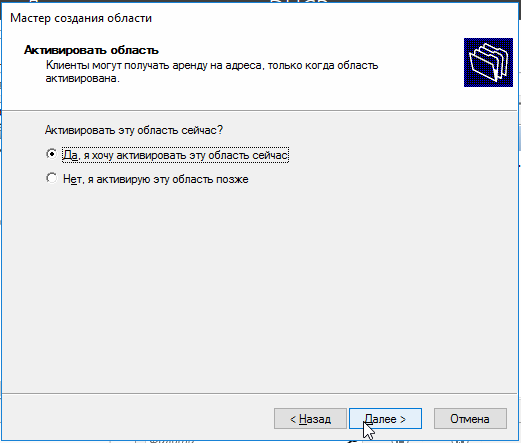 Мастер создания области
Активировать область
Клиенты могут получать аренду на адреса, только когда область
активирована.
Активировать эту область сейчас?
Да, я хочу активировать эту область сейчас
Нет, я активирую эту область позже
< Назад
Далее >
Отмена